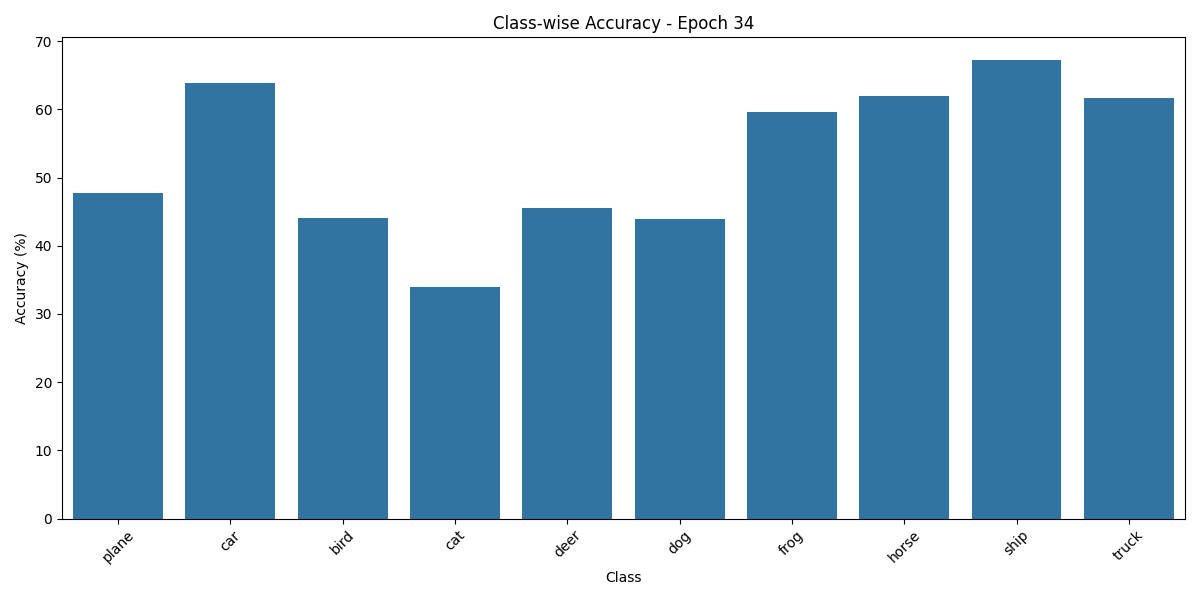 Class-wise Accuracy - Epoch 34
Accuracy (%)
70
60
50
40
30
20
10
0
plane
car
bird
cat
deer
dog
frog
horse
ship
truck
Class